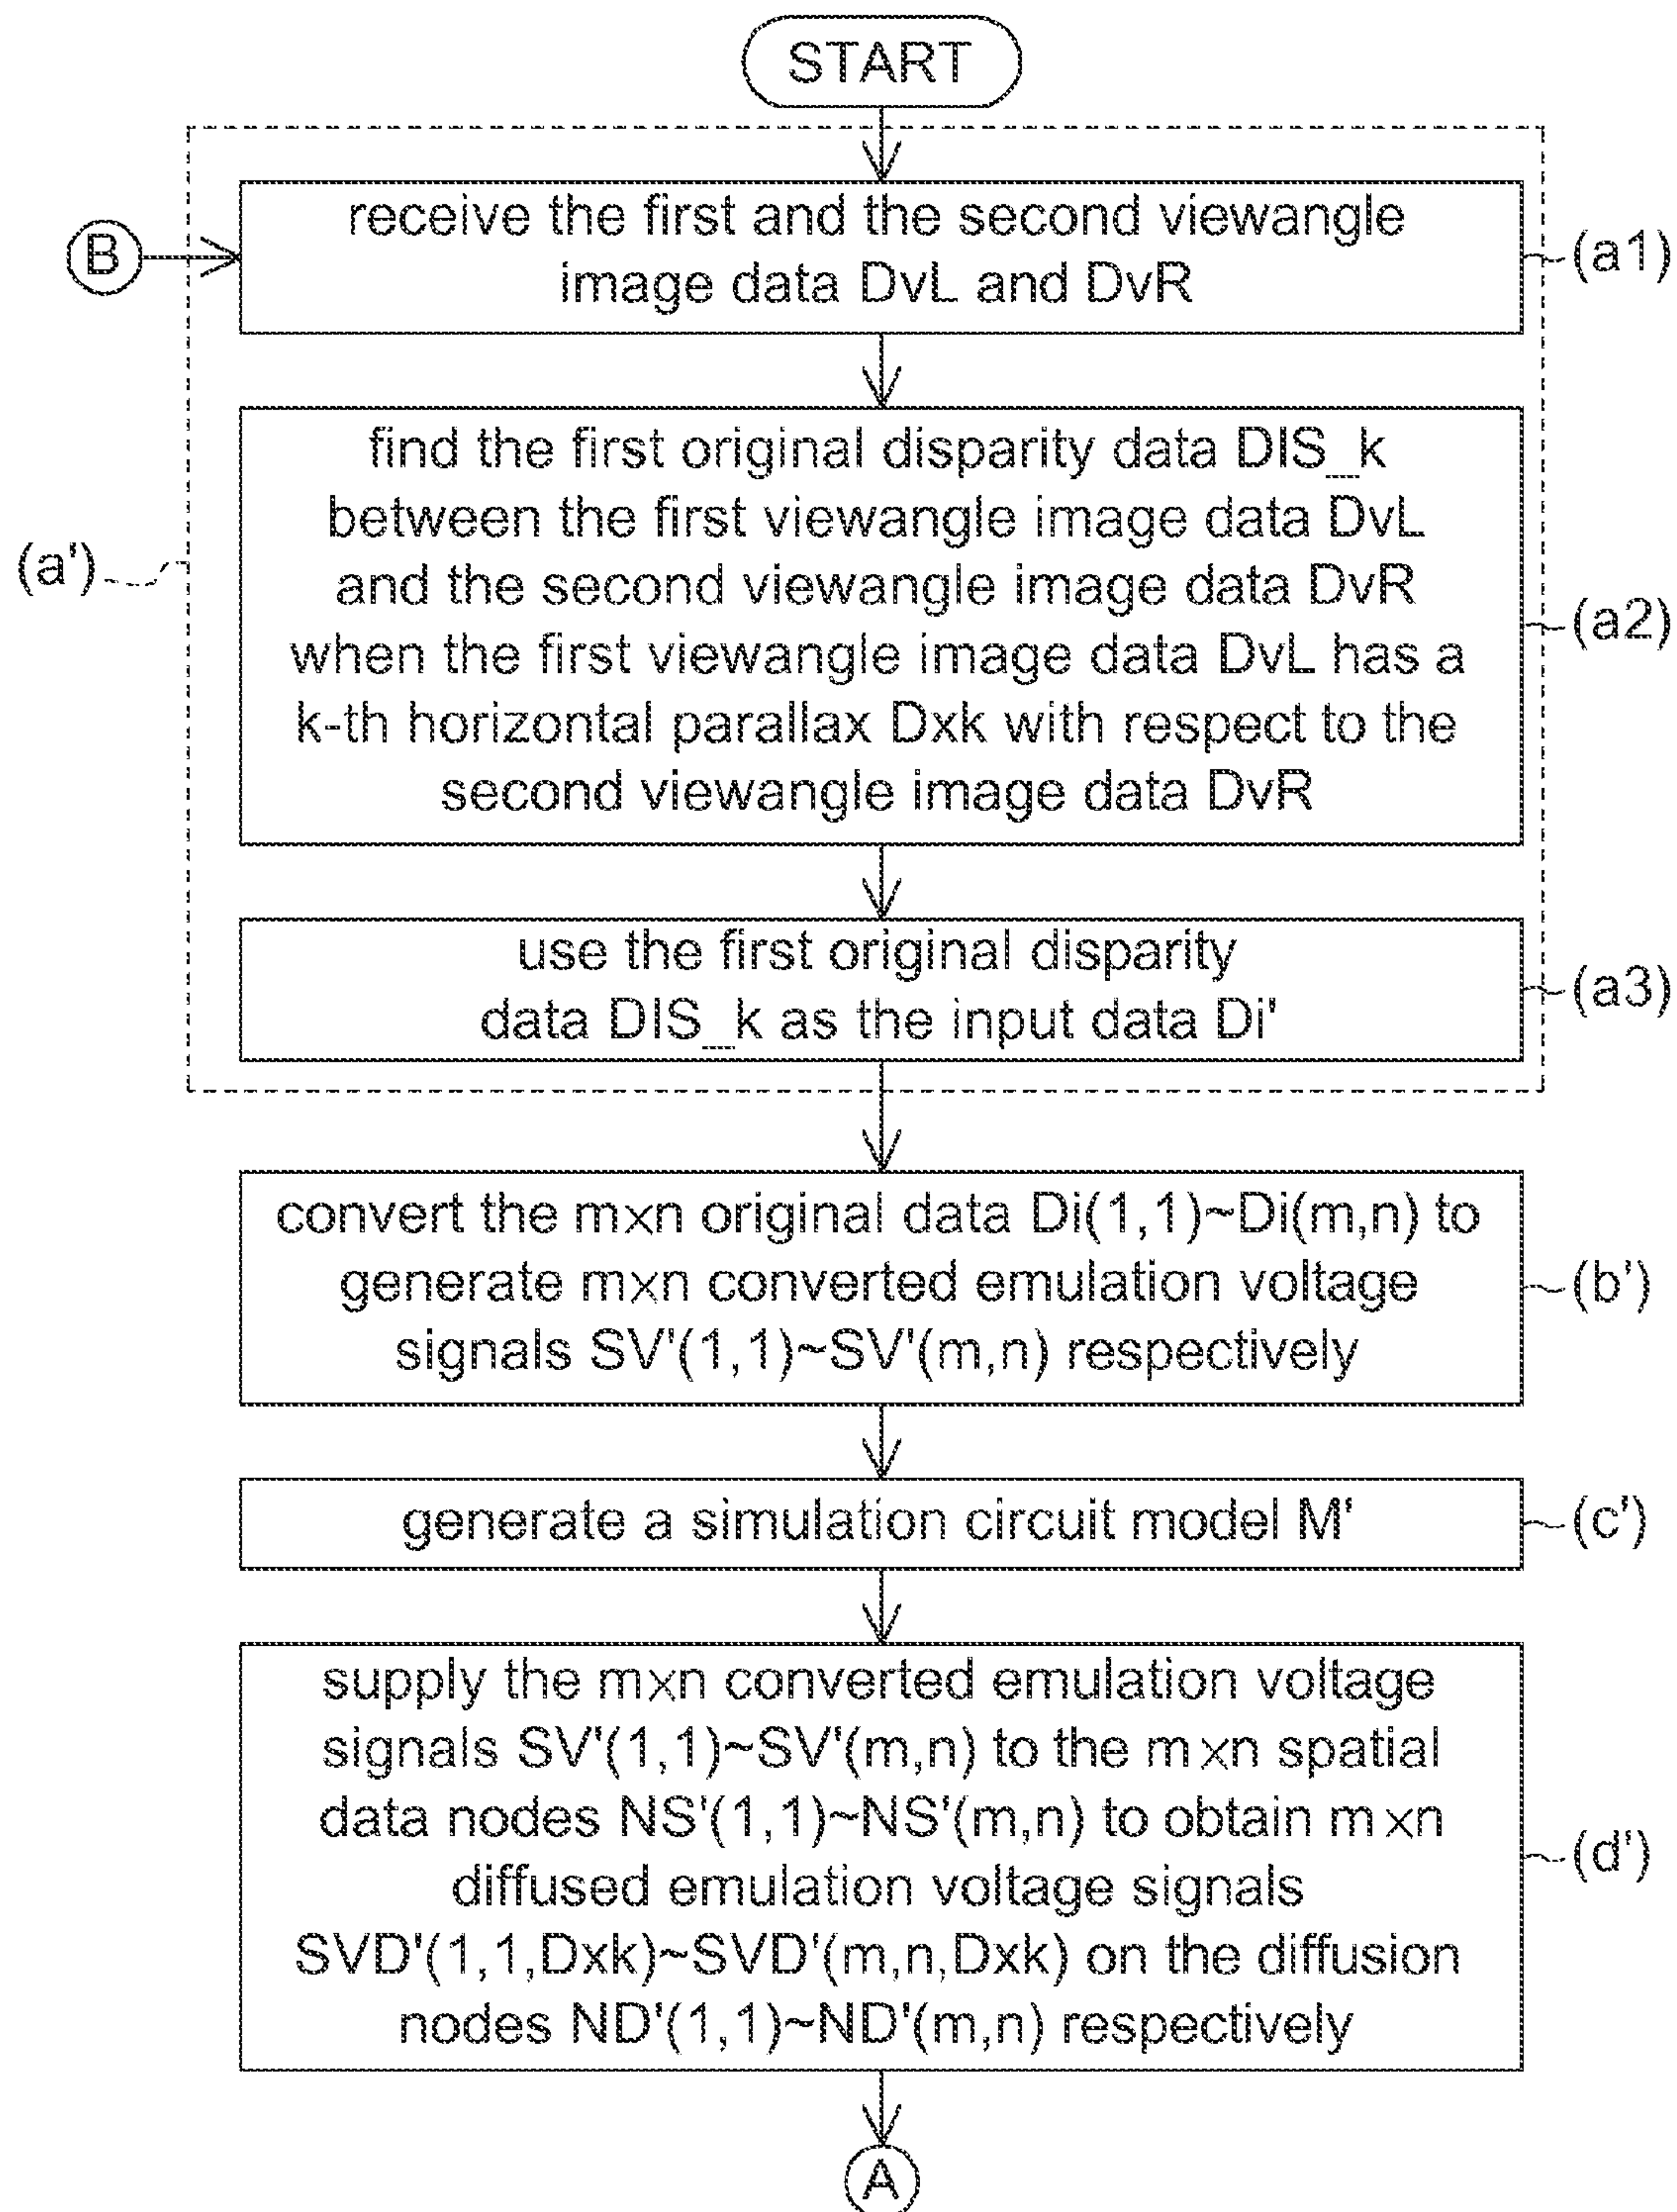 START
receive the first and the second viewangle
image data DvL and DvR
(a1)
B
find the first original disparity data DIS_k
between the first viewangle image data DvL
and the second viewangle image data DvR
when the first viewangle image data DvL has a
k-th horizontal parallax Dxk with respect to the
second viewangle image data DvR
(a')
(a2)
use the first original disparity
data DIS_k as the input data Di'
(a3)
convert the m×n original data Di(1,1)~Di(m,n) to
generate m×n converted emulation voltage
signals SV'(1,1)~SV'(m,n) respectively
(b')
generate a simulation circuit model M'
(c')
supply the m×n converted emulation voltage
signals SV'(1,1)~SV'(m,n) to the m×n spatial
data nodes NS'(1,1)~NS'(m,n) to obtain m×n
diffused emulation voltage signals
SVD'(1,1,Dxk)~SVD'(m,n,Dxk) on the diffusion
nodes ND'(1,1)~ND'(m,n) respectively
(d')
A